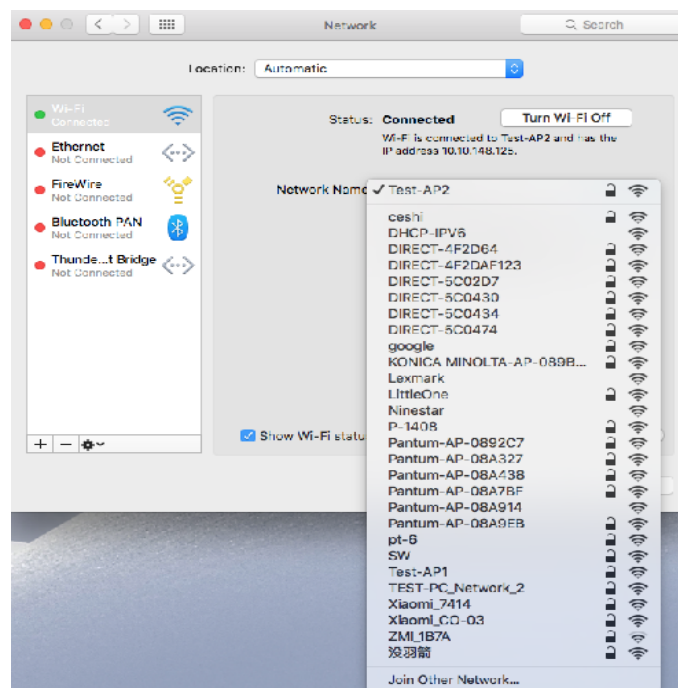 Network
Search
Location: Automatic
Wi-Fi
Connected
Ethernet
Not Connected
FireWire
Not Connected
Bluetooth PAN
Not Connected
Thunde...t Bridge
Not Connected
Status: Connected
Turn Wi-Fi Off
Wi-Fi is connected to Test-AP2 and has the
IP address 10.10.148.125.
Network Name
✓ Test-AP2
ceshi
DHCP-IPV6
DIRECT-4F2D64
DIRECT-4F2DAF123
DIRECT-5C02D7
DIRECT-5C0430
DIRECT-5C0434
DIRECT-5C0474
google
KONICA MINOLTA-AP-089B...
Lexmark
LittleOne
Ninestar
P-1408
Pantum-AP-0892C7
Pantum-AP-08A327
Pantum-AP-08A438
Pantum-AP-08A7BF
Pantum-AP-08A914
Pantum-AP-08A9EB
pt-6
SW
Test-AP1
TEST-PC_Network_2
Xiaomi_7414
Xiaomi_CO-03
ZMI_1B7A
没羽箭
Join Other Network...
Show Wi-Fi statu